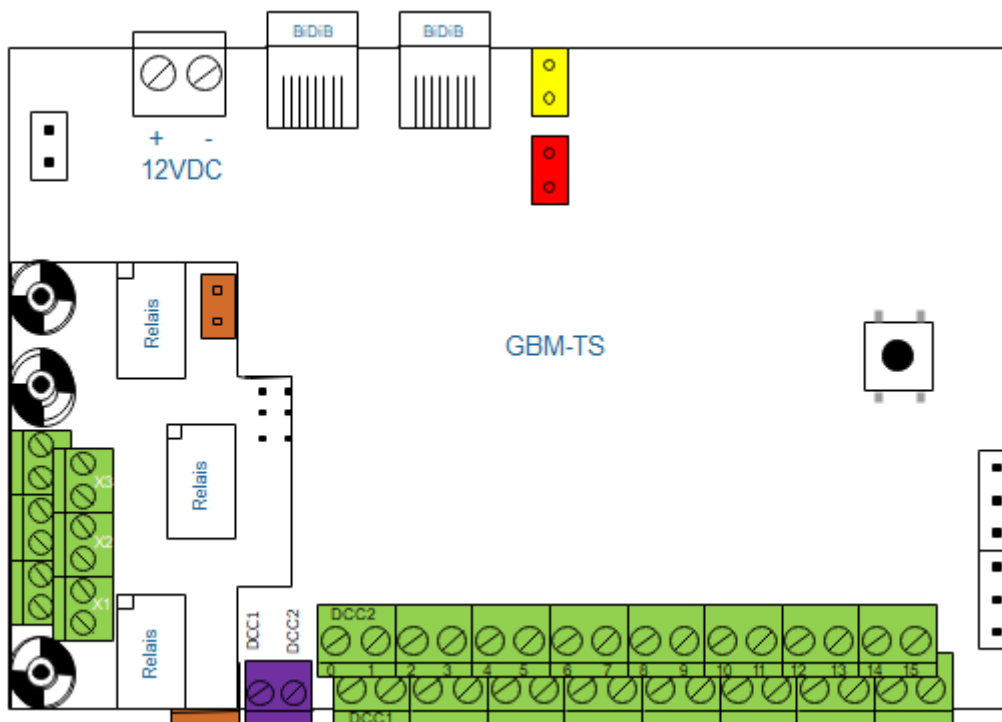 BiDiB BiDiB
+ -
12VDC
Relais
GBM-TS
Relais
X3
X2
X1
Relais
DCC1
DCC2
DCC2
0 1 2 3 4 5 6 7 8 9 10 11 12 13 14 15
DCC1